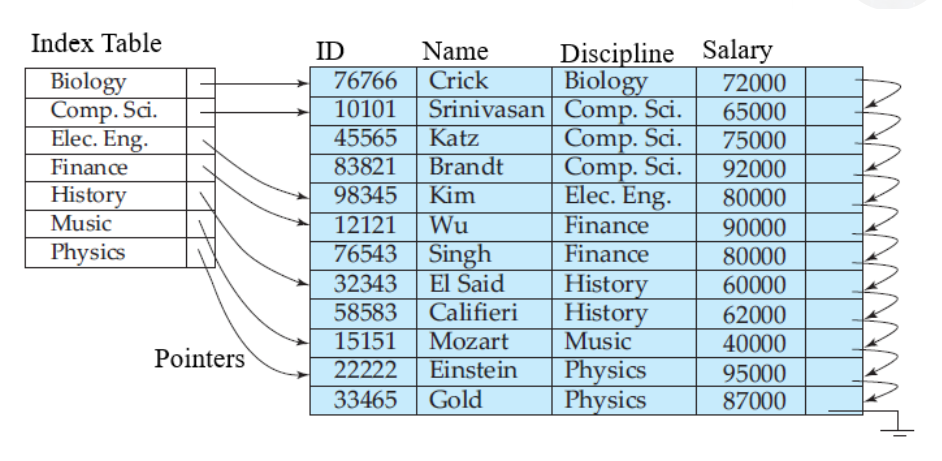 Index Table ID Name Discipline Salary
Biology 76766 Crick Biology 72000
Comp. Sci. 10101 Srinivasan Comp. Sci. 65000
Elec. Eng. 45565 Katz Comp. Sci. 75000
Finance 83821 Brandt Comp. Sci. 92000
History 98345 Kim Elec. Eng. 80000
Music 12121 Wu Finance 90000
Physics 76543 Singh Finance 80000
32343 El Said History 60000
58583 Califieri History 62000
15151 Mozart Music 40000
Pointers 22222 Einstein Physics 95000
33465 Gold Physics 87000